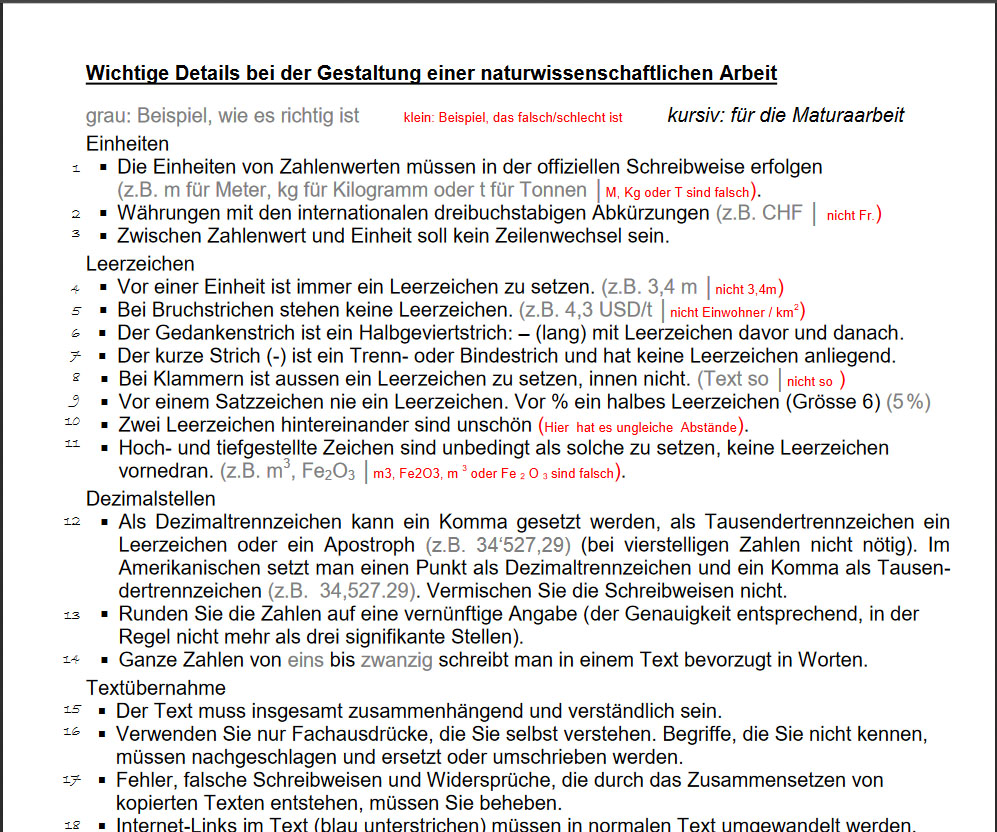 Wichtige Details bei der Gestaltung einer naturwissenschaftlichen Arbeit
grau: Beispiel, wie es richtig ist klein: Beispiel, das falsch/schlecht ist kursiv: für die Maturaarbeit
Einheiten
1 ▪ Die Einheiten von Zahlenwerten müssen in der offiziellen Schreibweise erfolgen
(z.B. m für Meter, kg für Kilogramm oder t für Tonnen | M, Kg oder T sind falsch).
2 ▪ Währungen mit den internationalen dreibuchstabigen Abkürzungen (z.B. CHF | nicht Fr.)
3 ▪ Zwischen Zahlenwert und Einheit soll kein Zeilenwechsel sein.
Leerzeichen
4 ▪ Vor einer Einheit ist immer ein Leerzeichen zu setzen. (z.B. 3,4 m | nicht 3,4m)
5 ▪ Bei Bruchstrichen stehen keine Leerzeichen. (z.B. 4,3 USD/t | nicht Einwohner / km²)
6 ▪ Der Gedankenstrich ist ein Halbgeviertstrich: – (lang) mit Leerzeichen davor und danach.
7 ▪ Der kurze Strich (-) ist ein Trenn- oder Bindestrich und hat keine Leerzeichen anliegend.
8 ▪ Bei Klammern ist aussen ein Leerzeichen zu setzen, innen nicht. (Text so | nicht so )
9 ▪ Vor einem Satzzeichen nie ein Leerzeichen. Vor % ein halbes Leerzeichen (Grösse 6) (5 %)
10 ▪ Zwei Leerzeichen hintereinander sind unschön (Hier  hat es ungleiche  Abstände).
11 ▪ Hoch- und tiefgestellte Zeichen sind unbedingt als solche zu setzen, keine Leerzeichen
vornedran. (z.B. m³, Fe₂O₃ | m3, Fe2O3, m ³ oder Fe ₂ O ₃ sind falsch).
Dezimalstellen
12 ▪ Als Dezimaltrennzeichen kann ein Komma gesetzt werden, als Tausendertrennzeichen ein
Leerzeichen oder ein Apostroph (z.B. 34‘527,29) (bei vierstelligen Zahlen nicht nötig). Im
Amerikanischen setzt man einen Punkt als Dezimaltrennzeichen und ein Komma als Tausen-
dertrennzeichen (z.B.  34,527.29). Vermischen Sie die Schreibweisen nicht.
13 ▪ Runden Sie die Zahlen auf eine vernünftige Angabe (der Genauigkeit entsprechend, in der
Regel nicht mehr als drei signifikante Stellen).
14 ▪ Ganze Zahlen von eins bis zwanzig schreibt man in einem Text bevorzugt in Worten.
Textübernahme
15 ▪ Der Text muss insgesamt zusammenhängend und verständlich sein.
16 ▪ Verwenden Sie nur Fachausdrücke, die Sie selbst verstehen. Begriffe, die Sie nicht kennen,
müssen nachgeschlagen und ersetzt oder umschrieben werden.
17 ▪ Fehler, falsche Schreibweisen und Widersprüche, die durch das Zusammensetzen von
kopierten Texten entstehen, müssen Sie beheben.
18 ▪ Internet-Links im Text (blau unterstrichen) müssen in normalen Text umgewandelt werden.